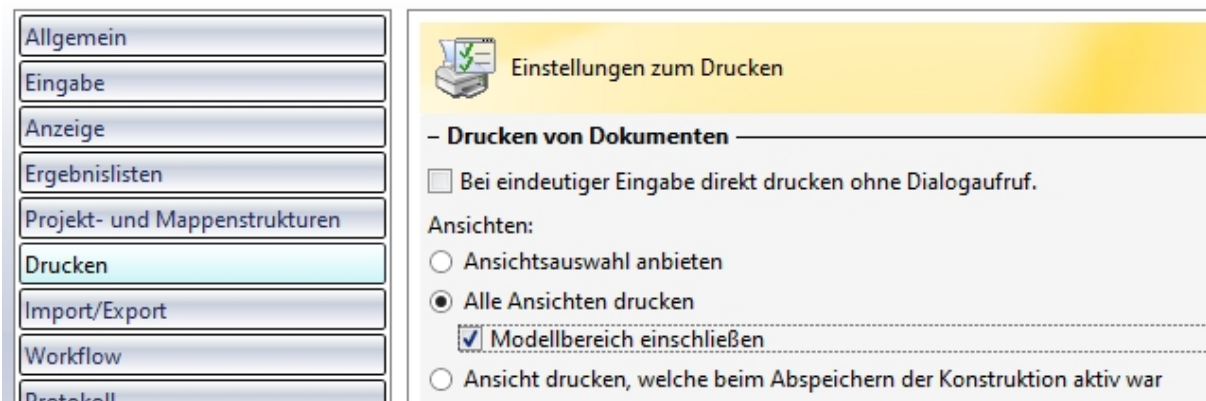 Allgemein
Eingabe
Anzeige
Ergebnislisten
Projekt- und Mappenstrukturen
Drucken
Import/Export
Workflow
Protokoll
Einstellungen zum Drucken
– Drucken von Dokumenten
Bei eindeutiger Eingabe direkt drucken ohne Dialogaufruf.
Ansichten:
Ansichtsauswahl anbieten
Alle Ansichten drucken
Modellbereich einschließen
Ansicht drucken, welche beim Abspeichern der Konstruktion aktiv war